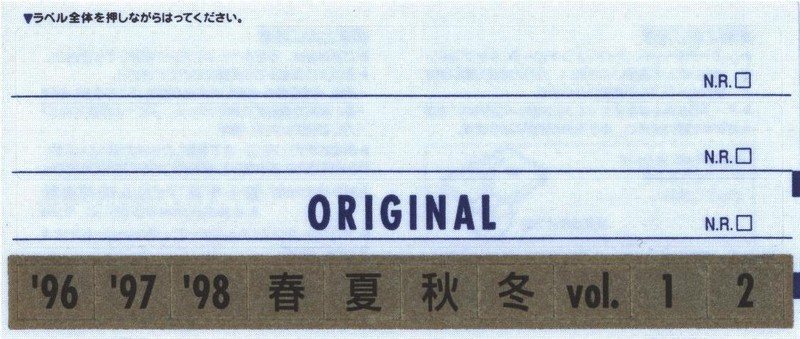 ▼ラベル全体を押しながらはってください。
N.R.□
N.R.□
ORIGINAL N.R.□
'96 '97 '98 春 夏 秋 冬 vol. 1 2